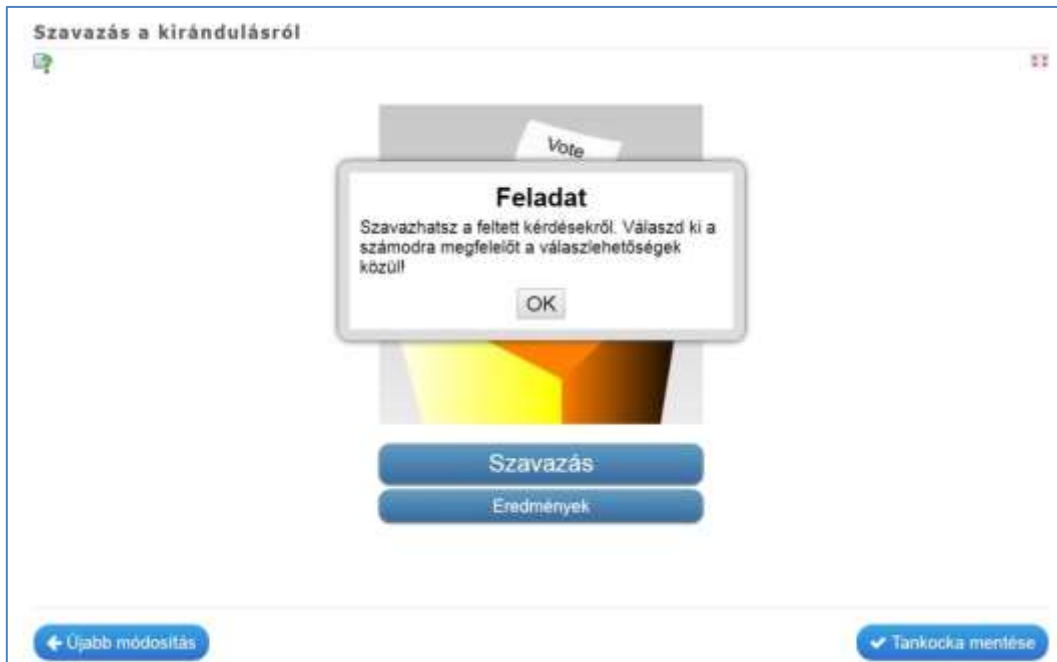 Szavazás a kirándulásról
Vote
Feladat
Szavazhatsz a feltett kérdésekről. Válaszd ki a
számodra megfelelőt a válaszlehetőségek
közül!
OK
Szavazás
Eredmények
Újabb módosítás
Tankocka mentése